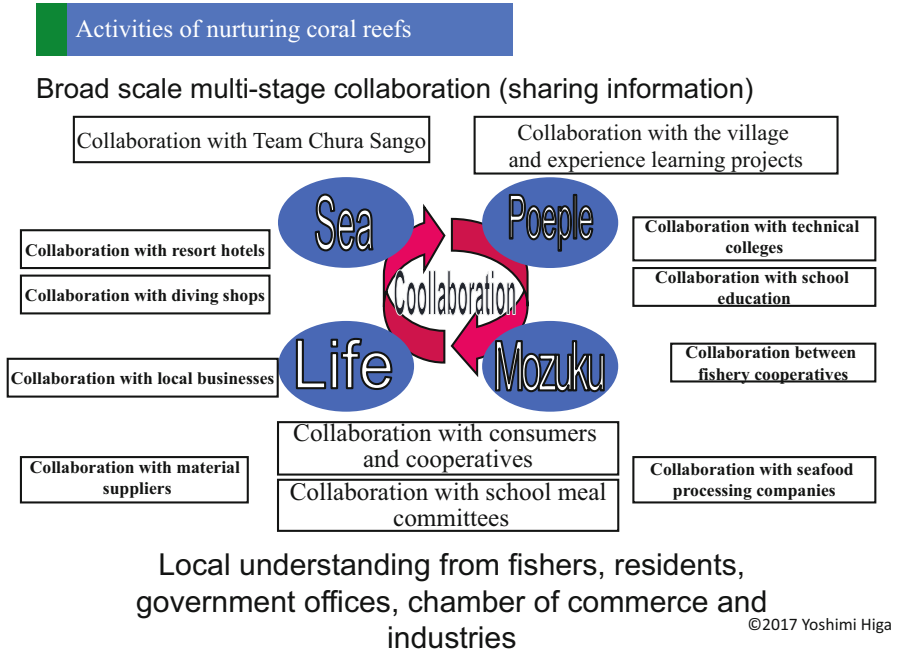 Activities of nurturing coral reefs
Broad scale multi-stage collaboration (sharing information)
Collaboration with Team Chura Sango
Collaboration with the village
and experience learning projects
Sea
Poeple
Collaboration with resort hotels
Collaboration with diving shops
Collaboration with technical
colleges
Collaboration with school
education
Coollaboration
Life
Mozuku
Collaboration with local businesses
Collaboration between
fishery cooperatives
Collaboration with consumers
and cooperatives
Collaboration with material
suppliers
Collaboration with school meal
committees
Collaboration with seafood
processing companies
Local understanding from fishers, residents,
government offices, chamber of commerce and
industries
©2017 Yoshimi Higa